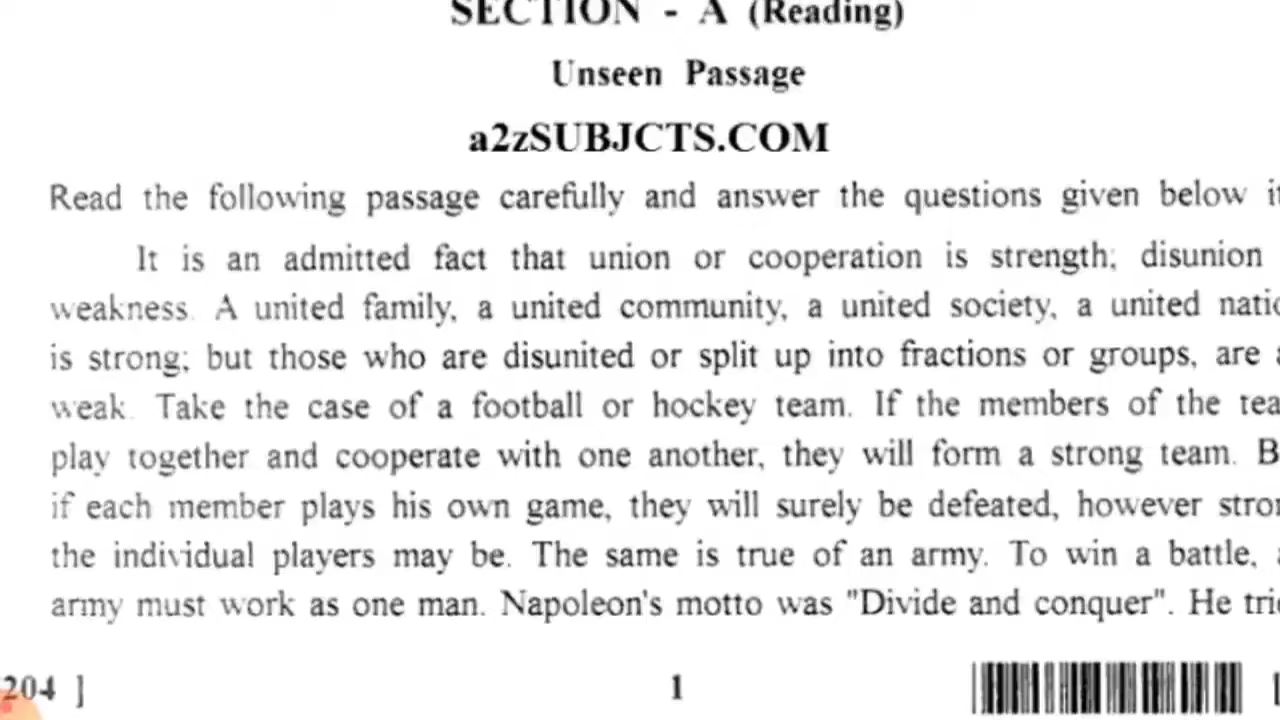 SECTION - A (Reading)
Unseen Passage
a2zSUBJCTS.COM
Read the following passage carefully and answer the questions given below
It is an admitted fact that union or cooperation is strength; disunion
weakness. A united family, a united community, a united society, a united
is strong; but those who are disunited or split up into fractions or groups, are
weak. Take the case of a football or hockey team. If the members of the
play together and cooperate with one another, they will form a strong team.
if each member plays his own game, they will surely be defeated, however
the individual players may be. The same is true of an army. To win a battle,
army must work as one man. Napoleon's motto was "Divide and conquer". He
204 ]
1